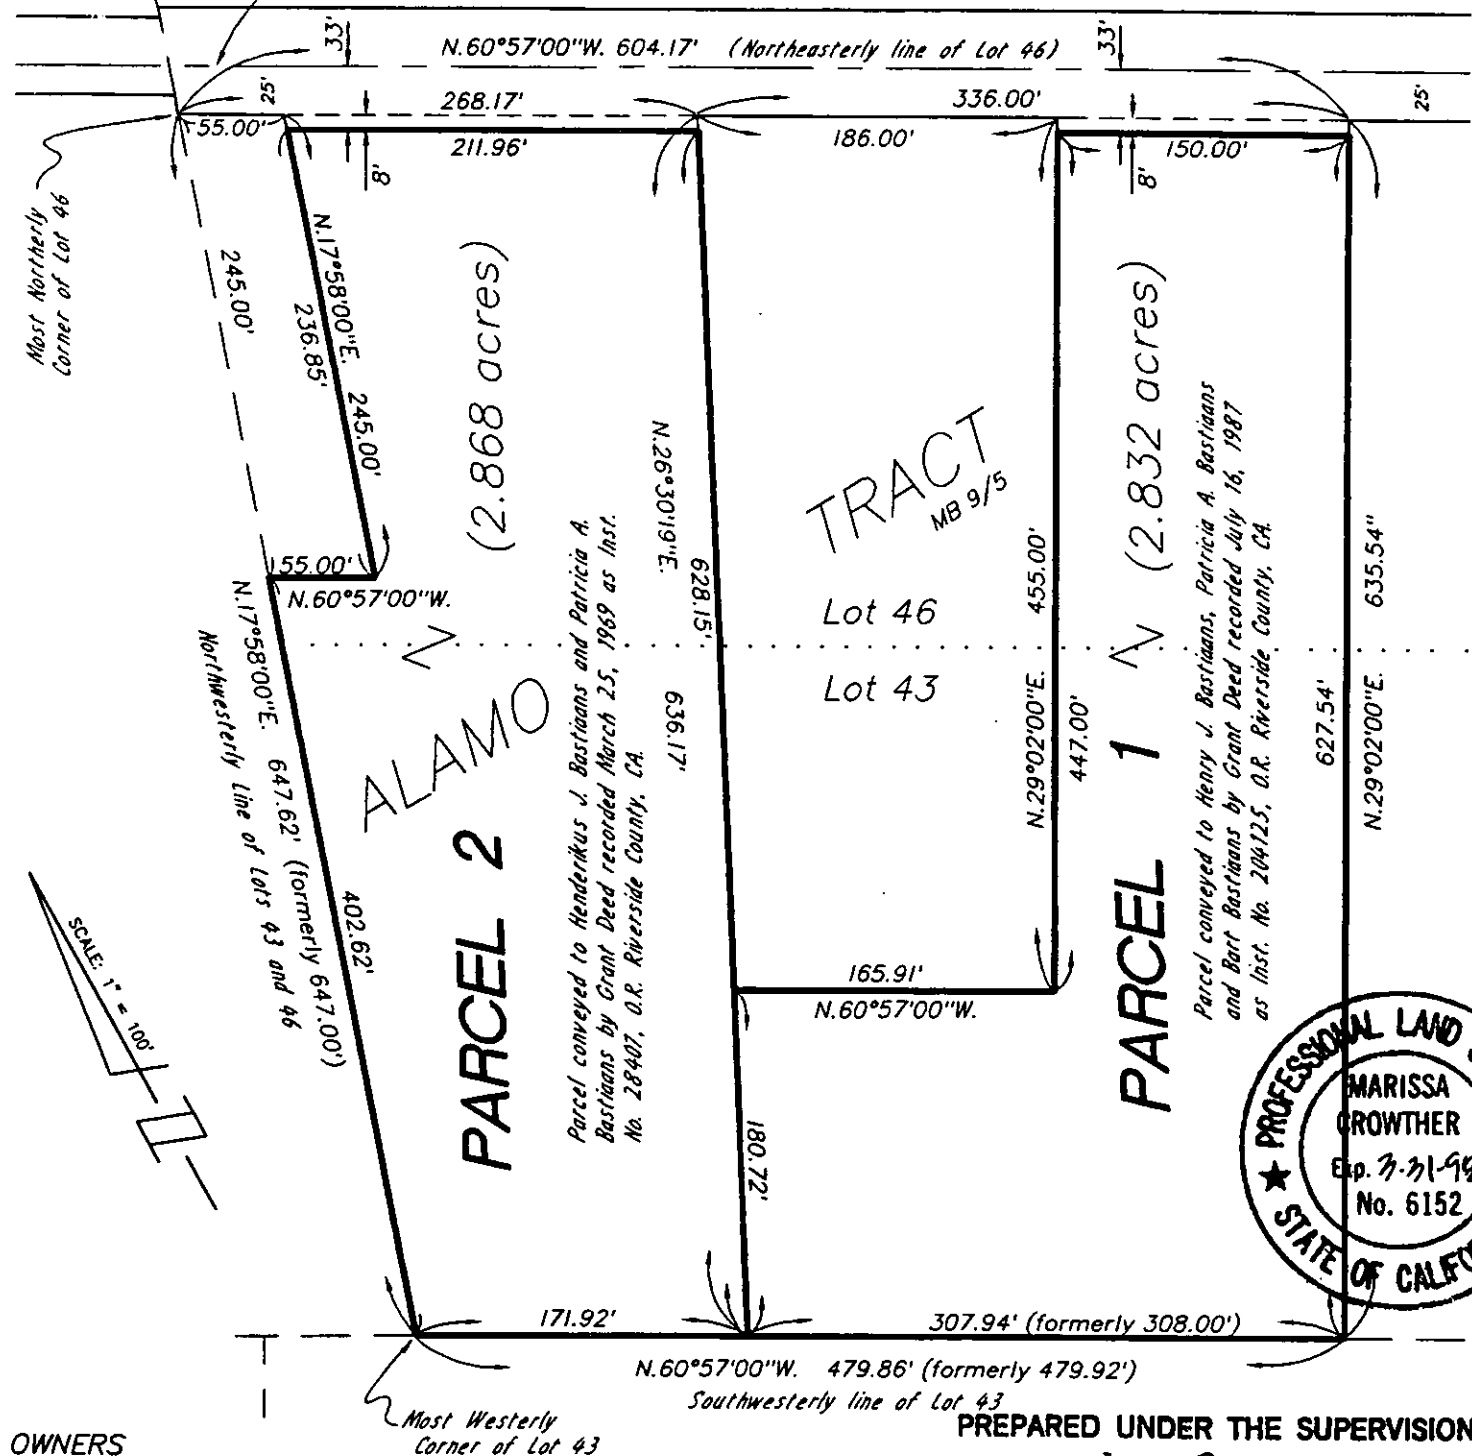 33'
N.60°57'00"W. 604.17' (Northeasterly line of Lot 46)
33'
25'
268.17'
336.00'
25'
55.00'
211.96'
8'
186.00'
150.00'
8'
Most Northerly
Corner of Lot 46
245.00'
N.17°58'00"E. 245.00'
236.85'
(2.868 acres)
(2.832 acres)
TRACT
MB 9/5
N.26°30'19"E. 636.17'
628.15'
455.00'
635.54"
Parcel conveyed to Henderikus J. Bastiaans and Patricia A.
Bastiaans by Grant Deed recorded March 25, 1969 as Inst.
No. 28407, O.R. Riverside County, CA.
Parcel conveyed to Henry J. Bastiaans, Patricia A. Bastiaans
and Bart Bastians by Grant Deed recorded July 16, 1987
as Inst. No. 204125, O.R. Riverside County, CA.
55.00'
N.60°57'00"W.
Lot 46
Lot 43
N.29°02'00"E.
447.00'
627.54'
N.29°02'00"E.
N.17°58'00"E. 647.62' (formerly 647.00')
Northwesterly Line of Lots 43 and 46
402.62'
ALAMO
PARCEL 2
PARCEL 1
165.91'
N.60°57'00"W.
SCALE: 1" = 100'
180.72'
PROFESSIONAL LAND
MARISSA
CROWTHER
Exp. 3-31-98
No. 6152
STATE OF CALIFO
171.92'
307.94' (formerly 308.00')
N.60°57'00"W. 479.86' (formerly 479.92')
Southwesterly line of Lot 43
Most Westerly
Corner of Lot 43
OWNERS
PREPARED UNDER THE SUPERVISION